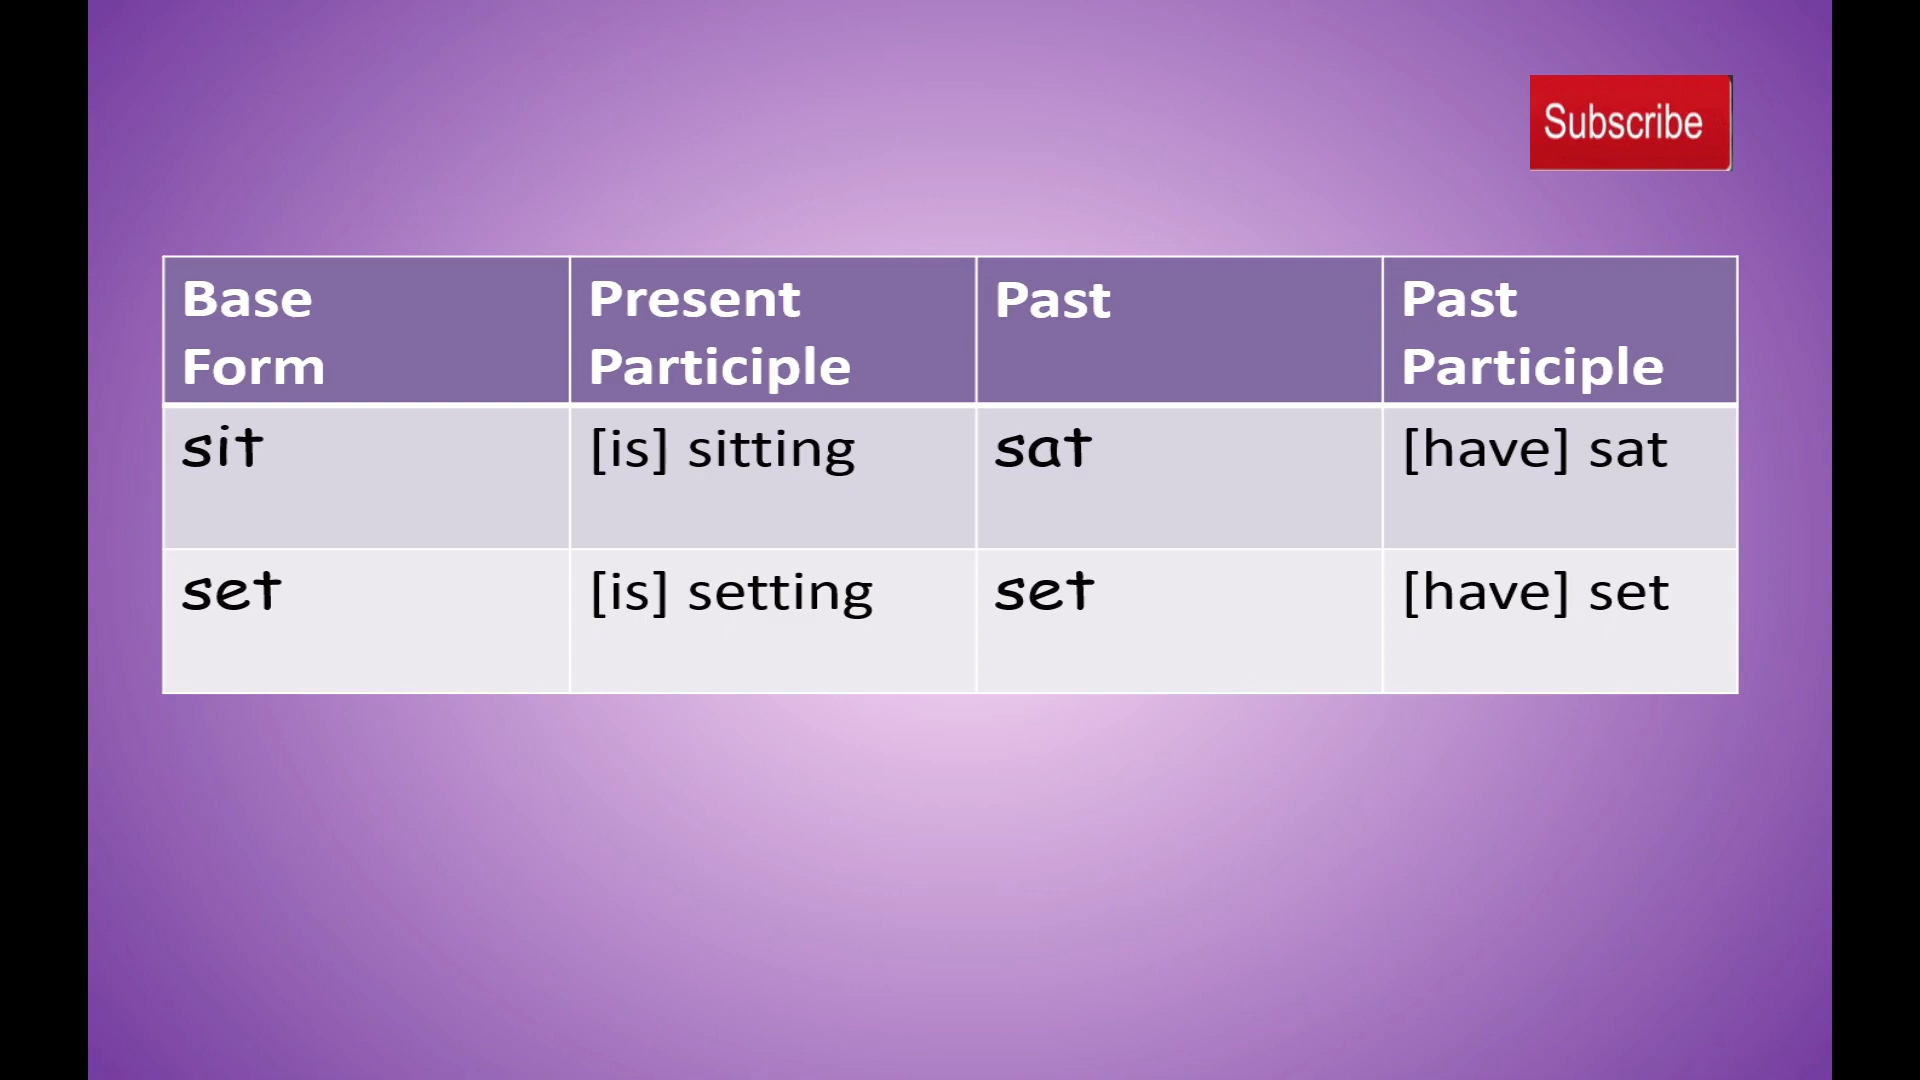 Subscribe
Base Form
Present Participle
Past
Past Participle
sit
[is] sitting
sat
[have] sat
set
[is] setting
set
[have] set